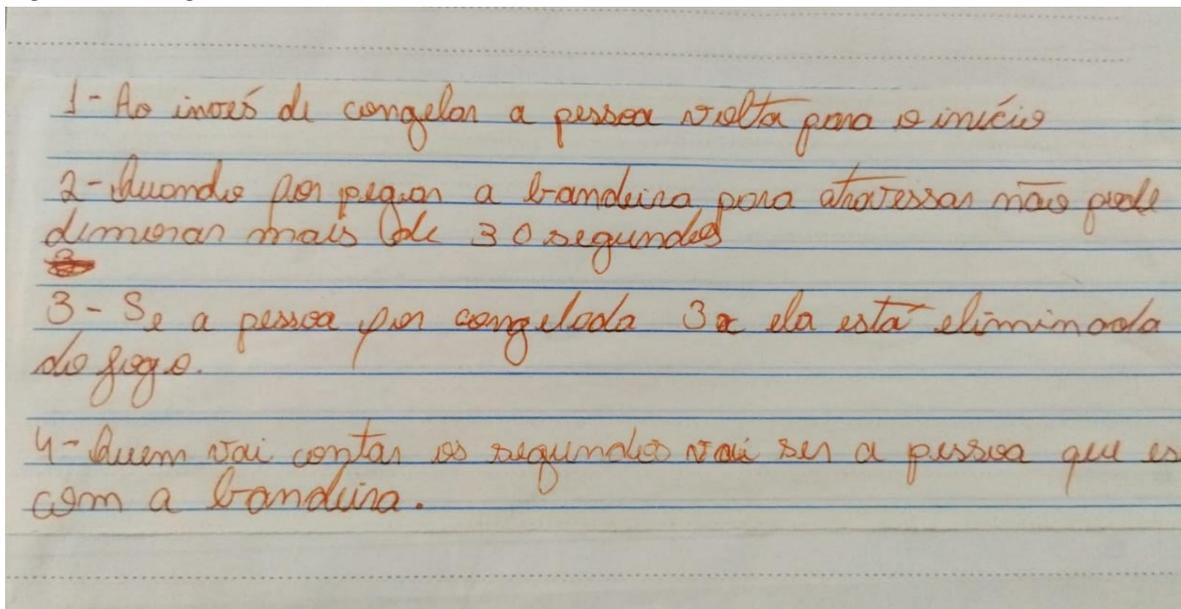 1- Ao invés de congelar a pessoa volta para o início
2- Quando for pegar a bandeira para atravessar não pode
demorar mais de 30 segundos
3- Se a pessoa for congelada 3x ela está eliminada
do jogo.
4- Quem vai contar os segundos vai ser a pessoa que es
com a bandeira.